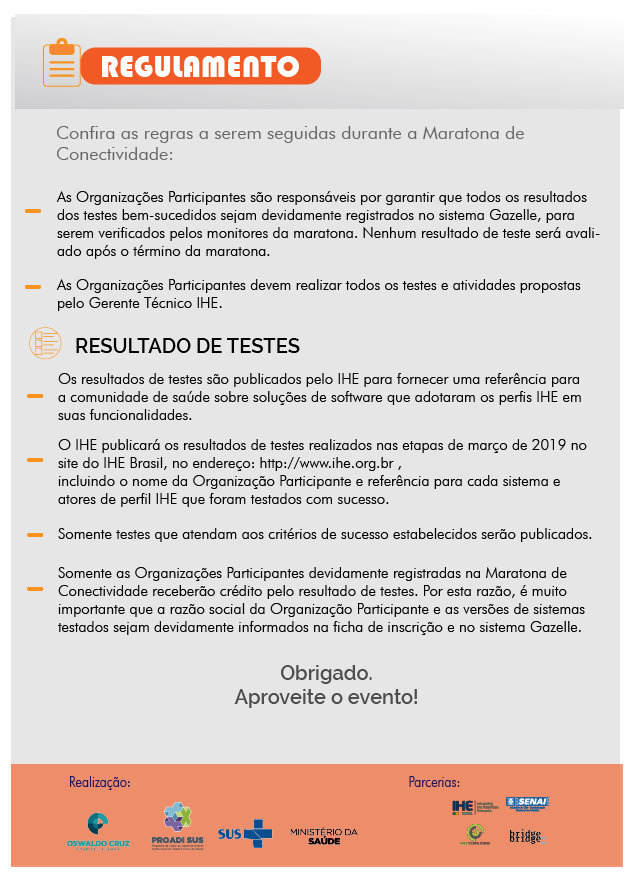 REGULAMENTO
Confira as regras a serem seguidas durante a Maratona de
Conectividade:
As Organizações Participantes são responsáveis por garantir que todos os resultados
dos testes bem-sucedidos sejam devidamente registrados no sistema Gazelle, para
serem verificados pelos monitores da maratona. Nenhum resultado de teste será avali-
ado após o término da maratona.
As Organizações Participantes devem realizar todos os testes e atividades propostas
pelo Gerente Técnico IHE.
RESULTADO DE TESTES
Os resultados de testes são publicados pelo IHE para fornecer uma referência para
a comunidade de saúde sobre soluções de software que adotaram os perfis IHE em
suas funcionalidades.
O IHE publicará os resultados de testes realizados nas etapas de março de 2019 no
site do IHE Brasil, no endereço: http://www.ihe.org.br ,
incluindo o nome da Organização Participante e referência para cada sistema e
atores de perfil IHE que foram testados com sucesso.
Somente testes que atendam aos critérios de sucesso estabelecidos serão publicados.
Somente as Organizações Participantes devidamente registradas na Maratona de
Conectividade receberão crédito pelo resultado de testes. Por esta razão, é muito
importante que a razão social da Organização Participante e as versões de sistemas
testados sejam devidamente informados na ficha de inscrição e no sistema Gazelle.
Obrigado.
Aproveite o evento!
Realização:
Parcerias:
OSWALDO CRUZ
PROADI SUS
SUS
MINISTÉRIO DA
SAÚDE
IHE
SENAI
bridge
bridge